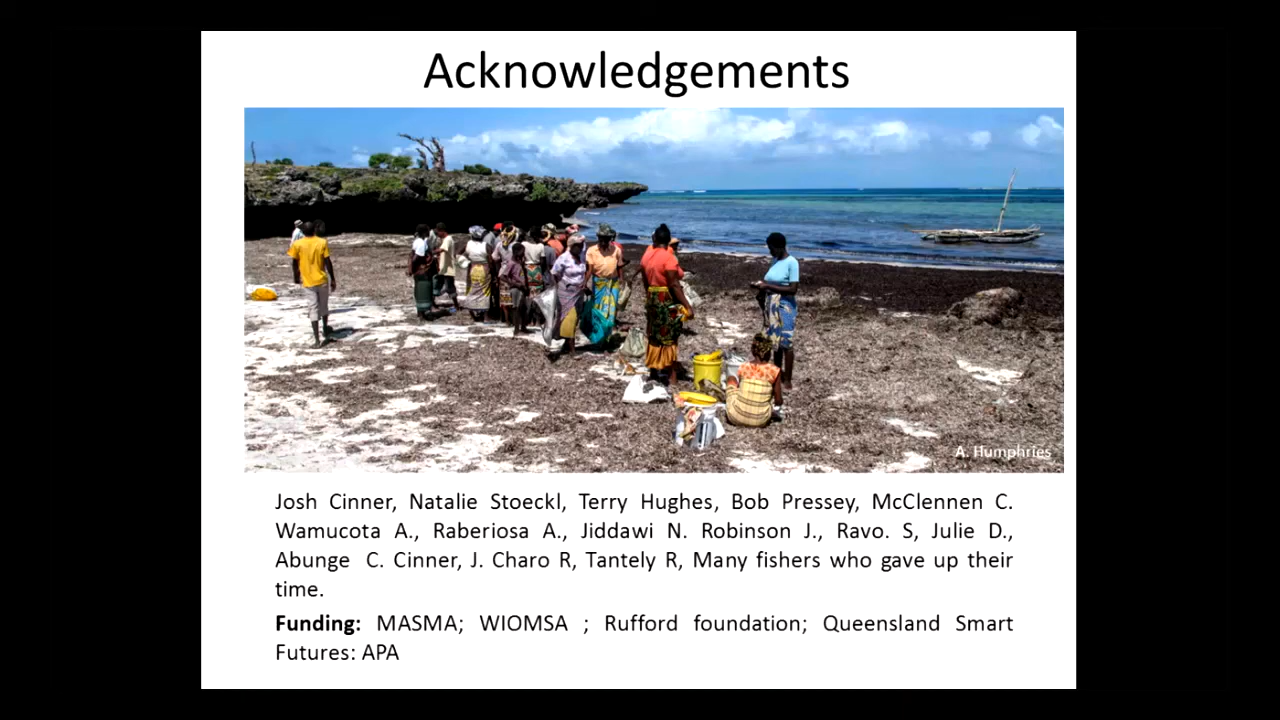 Acknowledgements
A. Humphries
Josh Cinner, Natalie Stoeckl, Terry Hughes, Bob Pressey, McClennen C.
Wamucota A., Raberiosa A., Jiddawi N. Robinson J., Ravo. S, Julie D.,
Abunge C. Cinner, J. Charo R, Tantely R, Many fishers who gave up their
time.
Funding: MASMA; WIOMSA ; Rufford foundation; Queensland Smart
Futures: APA